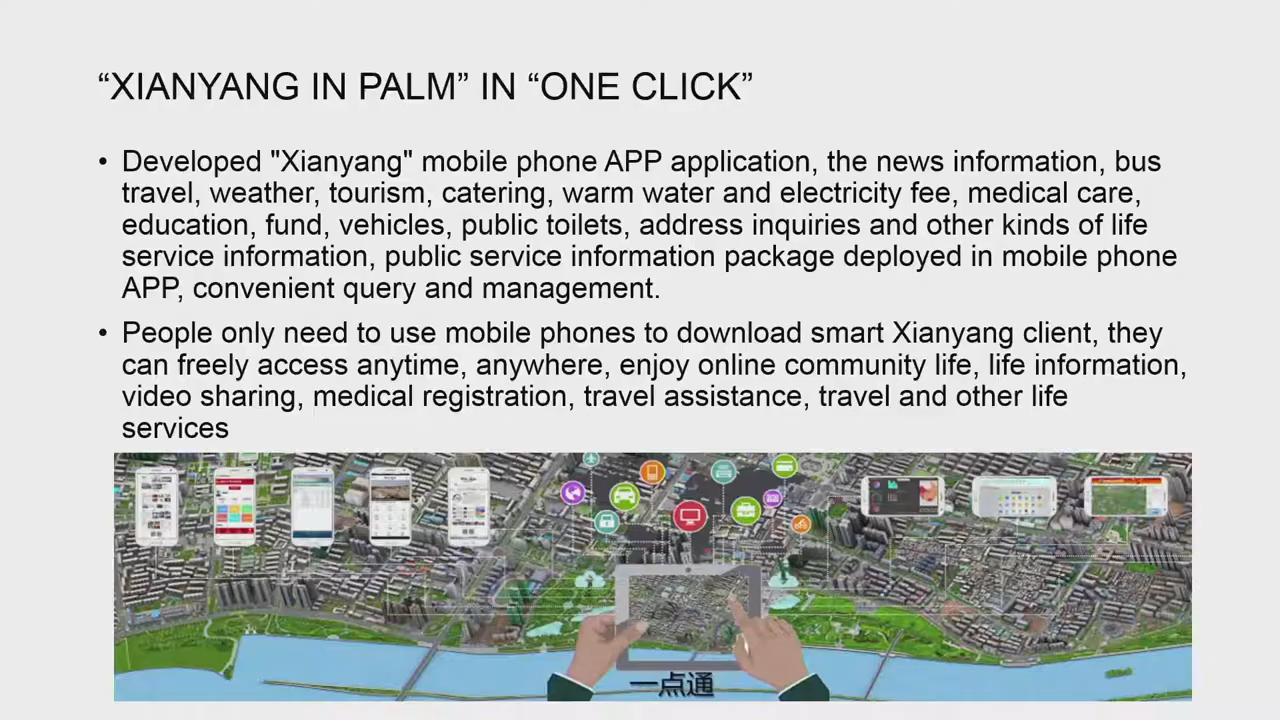 “XIANYANG IN PALM” IN “ONE CLICK”
• Developed "Xianyang" mobile phone APP application, the news information, bus
travel, weather, tourism, catering, warm water and electricity fee, medical care,
education, fund, vehicles, public toilets, address inquiries and other kinds of life
service information, public service information package deployed in mobile phone
APP, convenient query and management.
• People only need to use mobile phones to download smart Xianyang client, they
can freely access anytime, anywhere, enjoy online community life, life information,
video sharing, medical registration, travel assistance, travel and other life
services
一点通